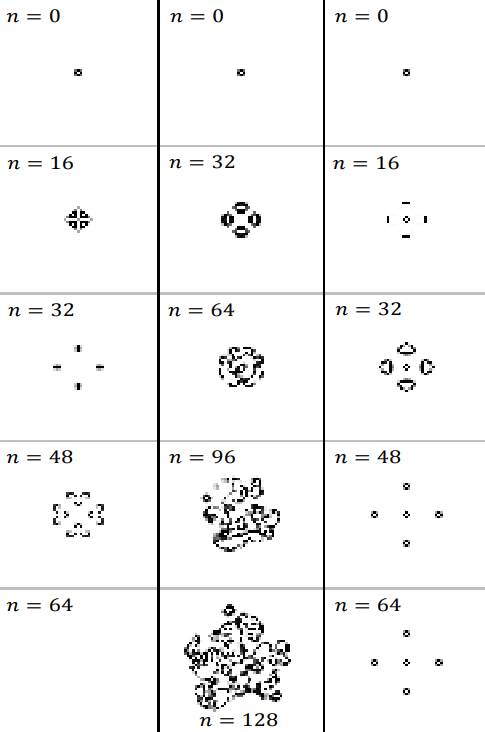 n = 0
n = 0
n = 0
n = 16
n = 32
n = 16
n = 32
n = 64
n = 32
n = 48
n = 96
n = 48
n = 64
n = 64
n = 128